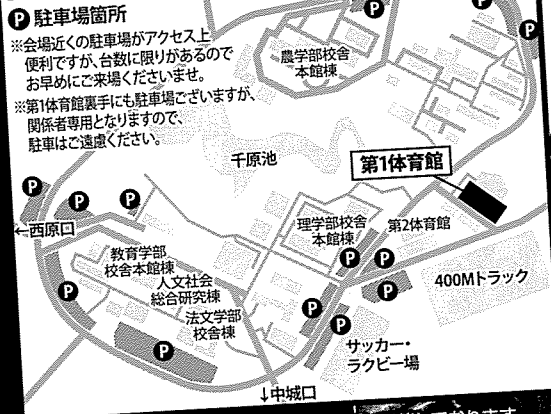 P 駐車場箇所
※会場近くの駐車場がアクセス上
便利ですが、台数に限りがあるので
お早めにご来場くださいませ。
※第1体育館裏手にも駐車場ございますが、
関係者専用となりますので、
駐車はご遠慮ください。
P
P
P
農学部校舎
本館棟
千原池
第1体育館
P
P
P
←西原口
理学部校舎
本館棟
第2体育館
教育学部
校舎本館棟
人文社会
総合研究棟
法文学部
校舎棟
P
P
P
P
P
P
P
400Mトラック
サッカー・
ラクビー場
↓中城口